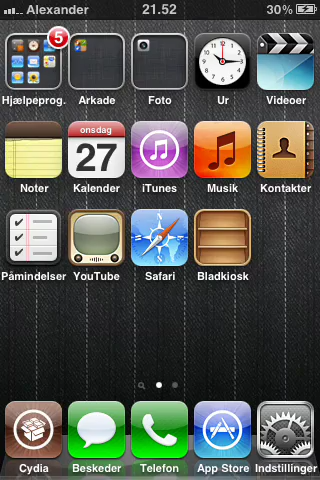 Alexander 21.52 30%
5
Hjælpeprog. Arkade Foto Ur Videoer
onsdag
27
Noter Kalender iTunes Musik Kontakter
Påmindelser YouTube Safari Bladkiosk
Cydia Beskeder Telefon App Store Indstillinger